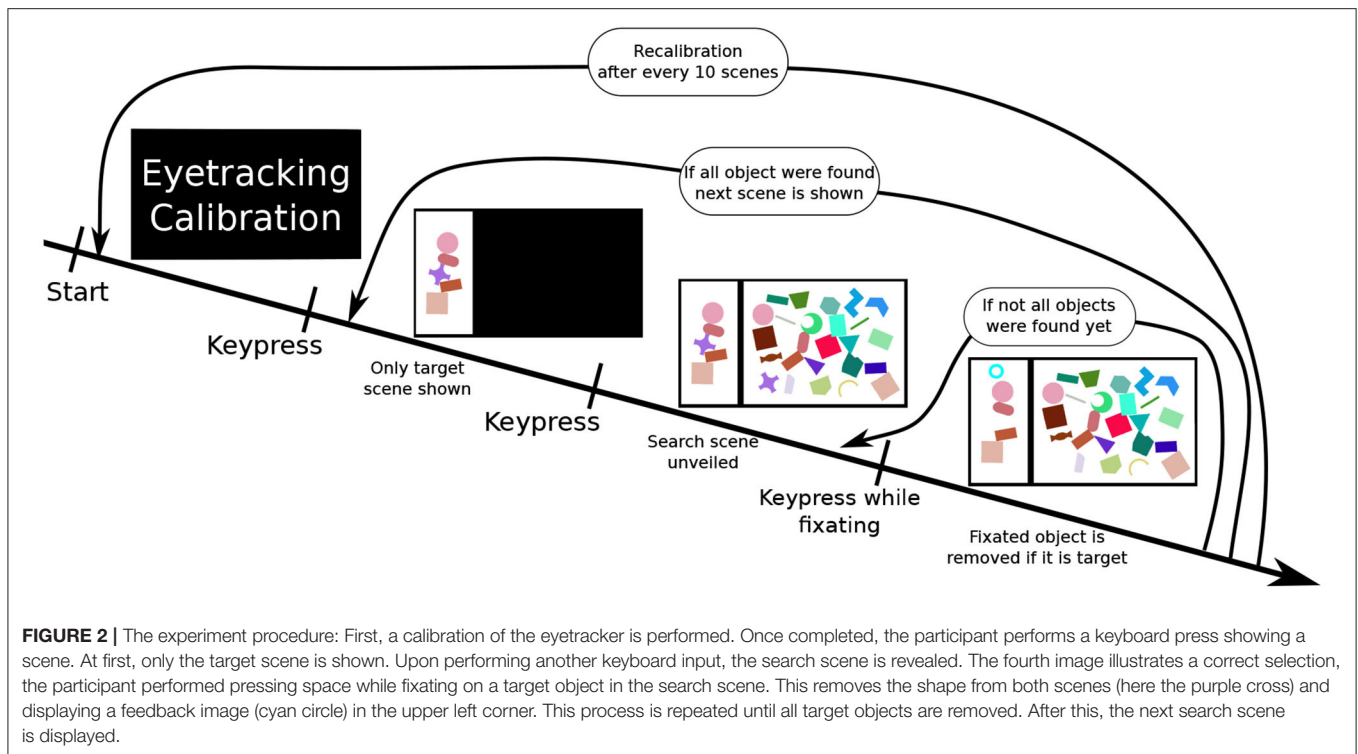 Recalibration
after every 10 scenes
Eyetracking
Calibration
If all object were found
next scene is shown
If not all objects
were found yet
Start
Keypress
Only target
scene shown
Keypress
Search scene
unveiled
Keypress while
fixating
Fixated object is
removed if it is target
FIGURE 2 | The experiment procedure: First, a calibration of the eyetracker is performed. Once completed, the participant performs a keyboard press showing a
scene. At first, only the target scene is shown. Upon performing another keyboard input, the search scene is revealed. The fourth image illustrates a correct selection,
the participant performed pressing space while fixating on a target object in the search scene. This removes the shape from both scenes (here the purple cross) and
displaying a feedback image (cyan circle) in the upper left corner. This process is repeated until all target objects are removed. After this, the next search scene
is displayed.